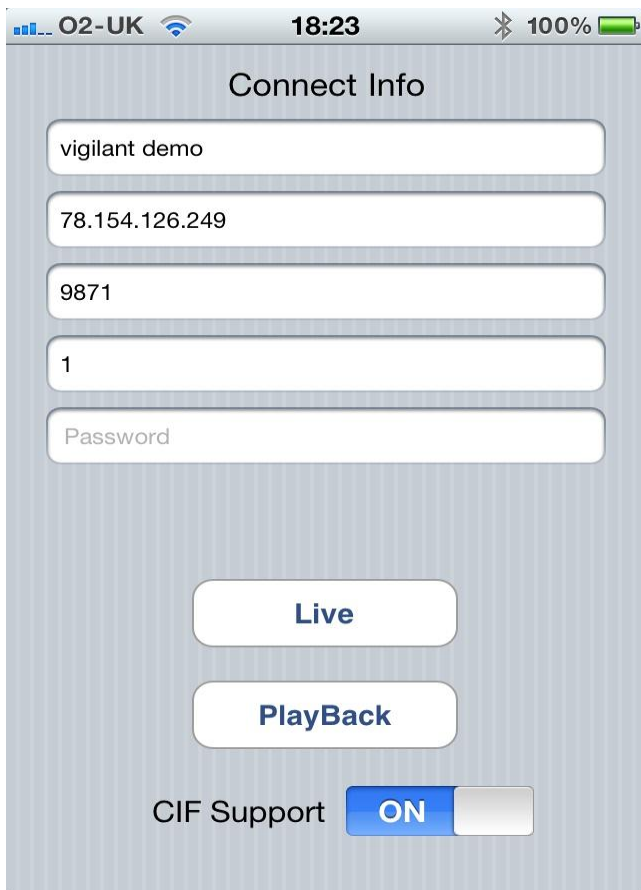 O2-UK 18:23 100%
Connect Info
vigilant demo
78.154.126.249
9871
1
Password
Live
PlayBack
CIF Support ON